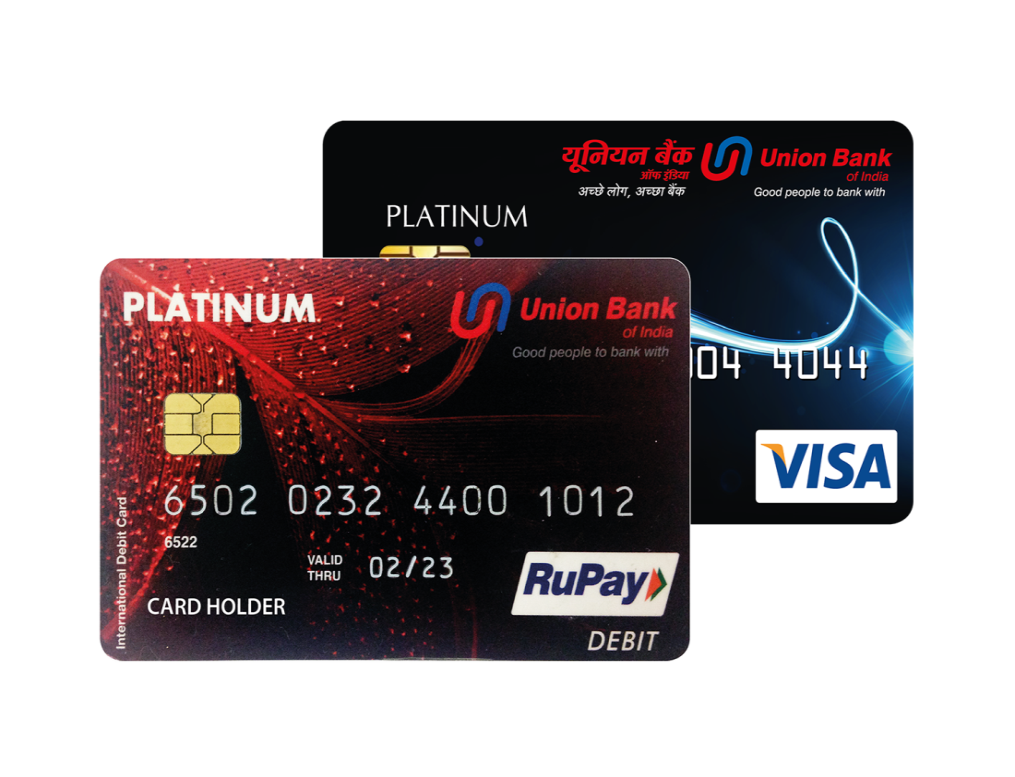 यूनियन बैंक
ऑफ इंडिया
अच्छे लोग, अच्छा बैंक
Union Bank
of India
Good people to bank with
PLATINUM
04 4044
VISA
PLATINUM
Union Bank
of India
Good people to bank with
6502 0232 4400 1012
6522
VALID
THRU
02/23
CARD HOLDER
International Debit Card
RuPay
DEBIT